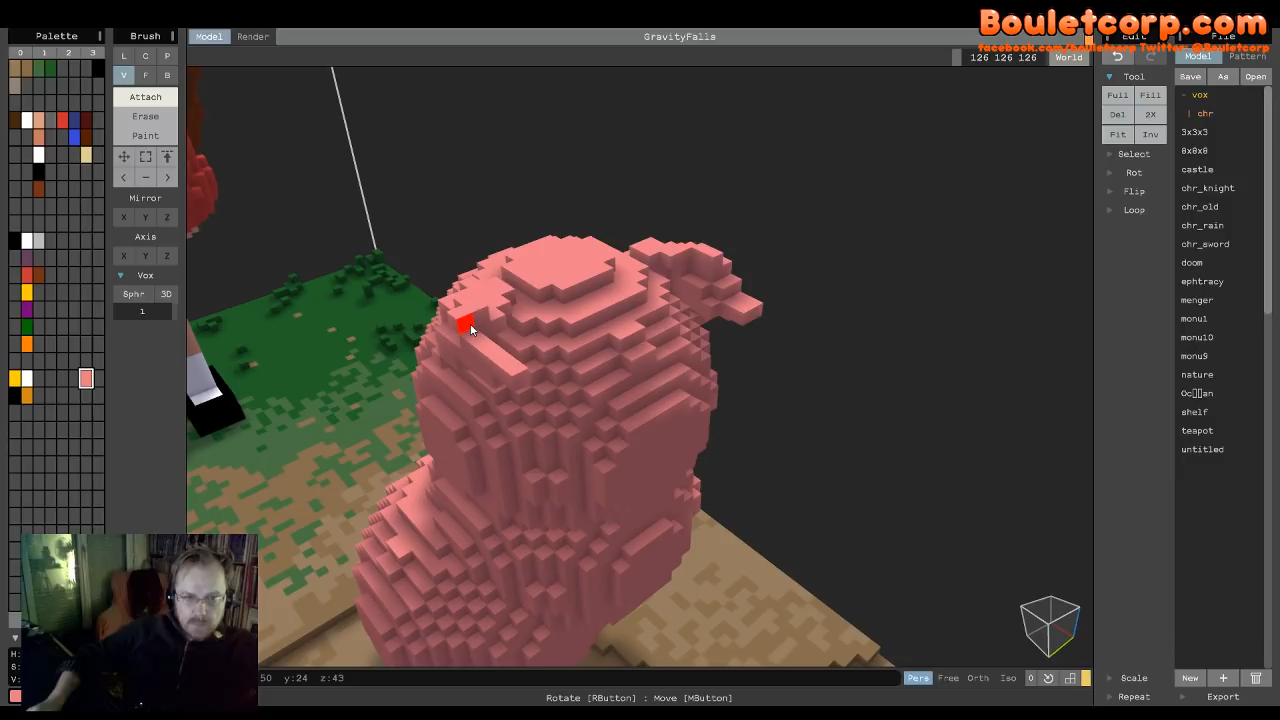 Bouletcorp.com
facebook.com/bouletcorp Twitter @Bouletcorp
Palette
Brush
Model Render
GravityFalls
Edit
File
0 1 2 3
L C P
126 126 126 World
Model Pattern
V F B
Tool
Save As Open
Attach
Full Fill
- vox
Erase
Del 2X
| chr
Paint
Fit Inv
3x3x3
Select
8x8x8
< - >
Rot
castle
Mirror
Flip
chr_knight
X Y Z
Loop
chr_old
Axis
chr_rain
X Y Z
chr_sword
Vox
doom
Sphr 3D
ephtracy
1
menger
monu1
monu10
monu9
nature
shelf
teapot
untitled
H:
S:
V:
50 y:24 z:43
Pers Free Orth Iso 0
Scale
New +
Rotate [RButton] : Move [MButton]
Repeat
Export